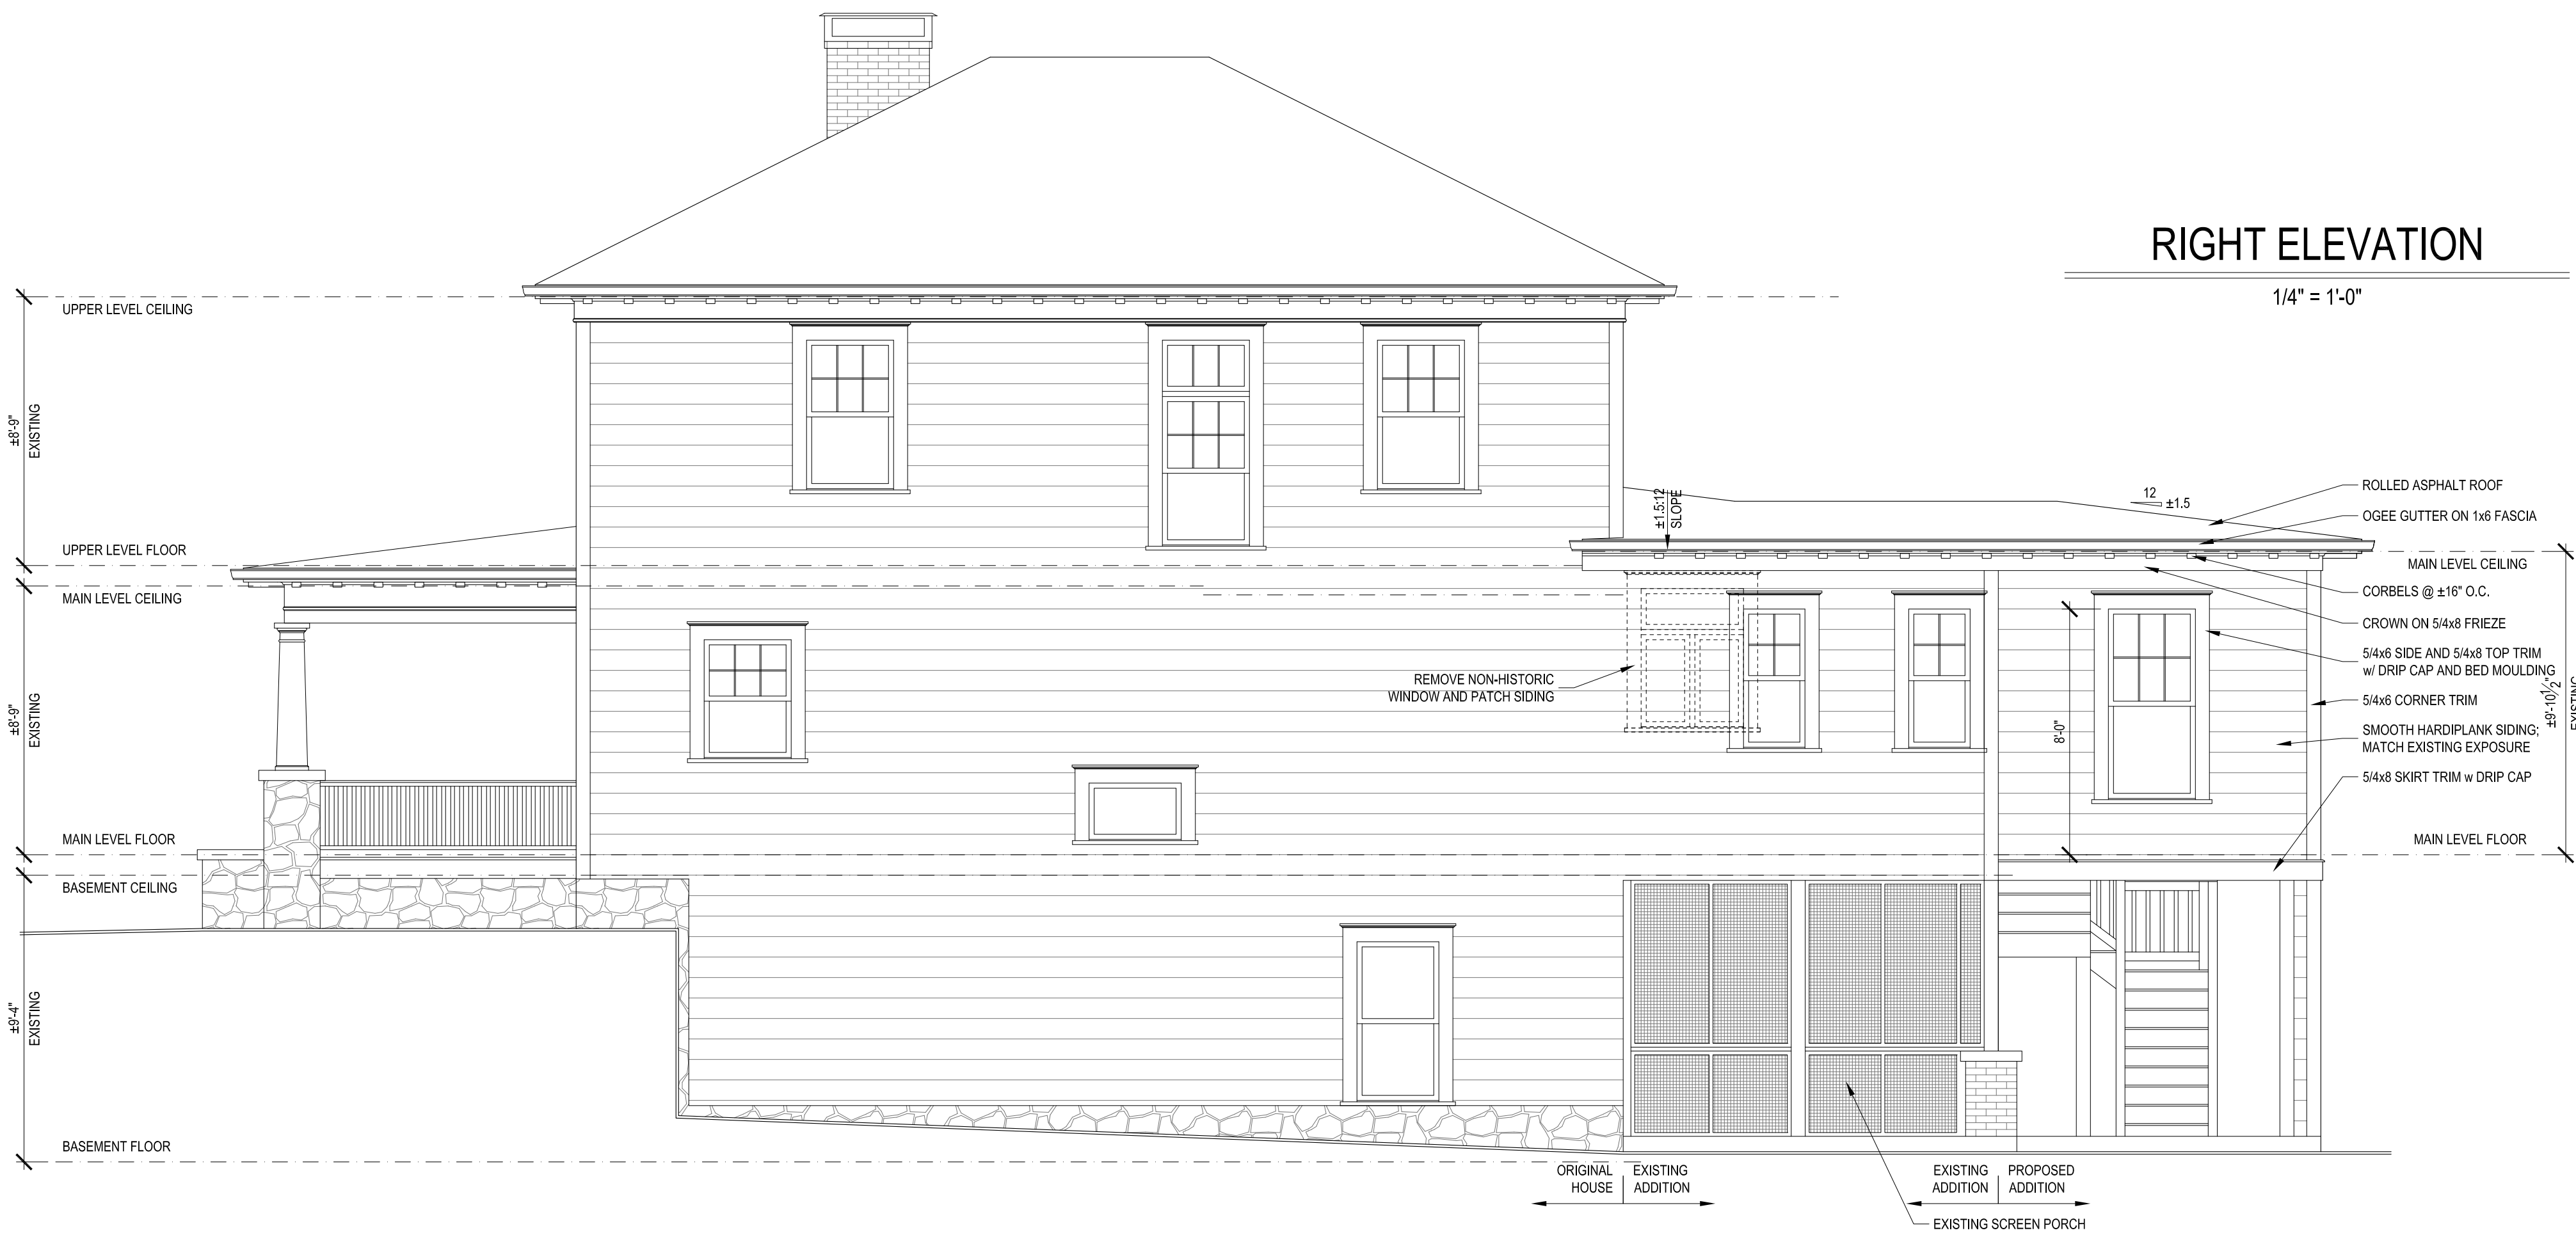 RIGHT ELEVATION
1/4" = 1'-0"
UPPER LEVEL CEILING
±8'-9"
EXISTING
UPPER LEVEL FLOOR
MAIN LEVEL CEILING
±8'-9"
EXISTING
MAIN LEVEL FLOOR
BASEMENT CEILING
±9'-4"
EXISTING
BASEMENT FLOOR
±1.5:12
SLOPE
12
±1.5
REMOVE NON-HISTORIC
WINDOW AND PATCH SIDING
8'-0"
ROLLED ASPHALT ROOF
OGEE GUTTER ON 1x6 FASCIA
MAIN LEVEL CEILING
CORBELS @ ±16" O.C.
CROWN ON 5/4x8 FRIEZE
5/4x6 SIDE AND 5/4x8 TOP TRIM
w/ DRIP CAP AND BED MOULDING
5/4x6 CORNER TRIM
SMOOTH HARDIPLANK SIDING;
MATCH EXISTING EXPOSURE
5/4x8 SKIRT TRIM w DRIP CAP
±9'-10½"
EXISTING
MAIN LEVEL FLOOR
ORIGINAL
HOUSE
EXISTING
ADDITION
EXISTING
ADDITION
PROPOSED
ADDITION
EXISTING SCREEN PORCH